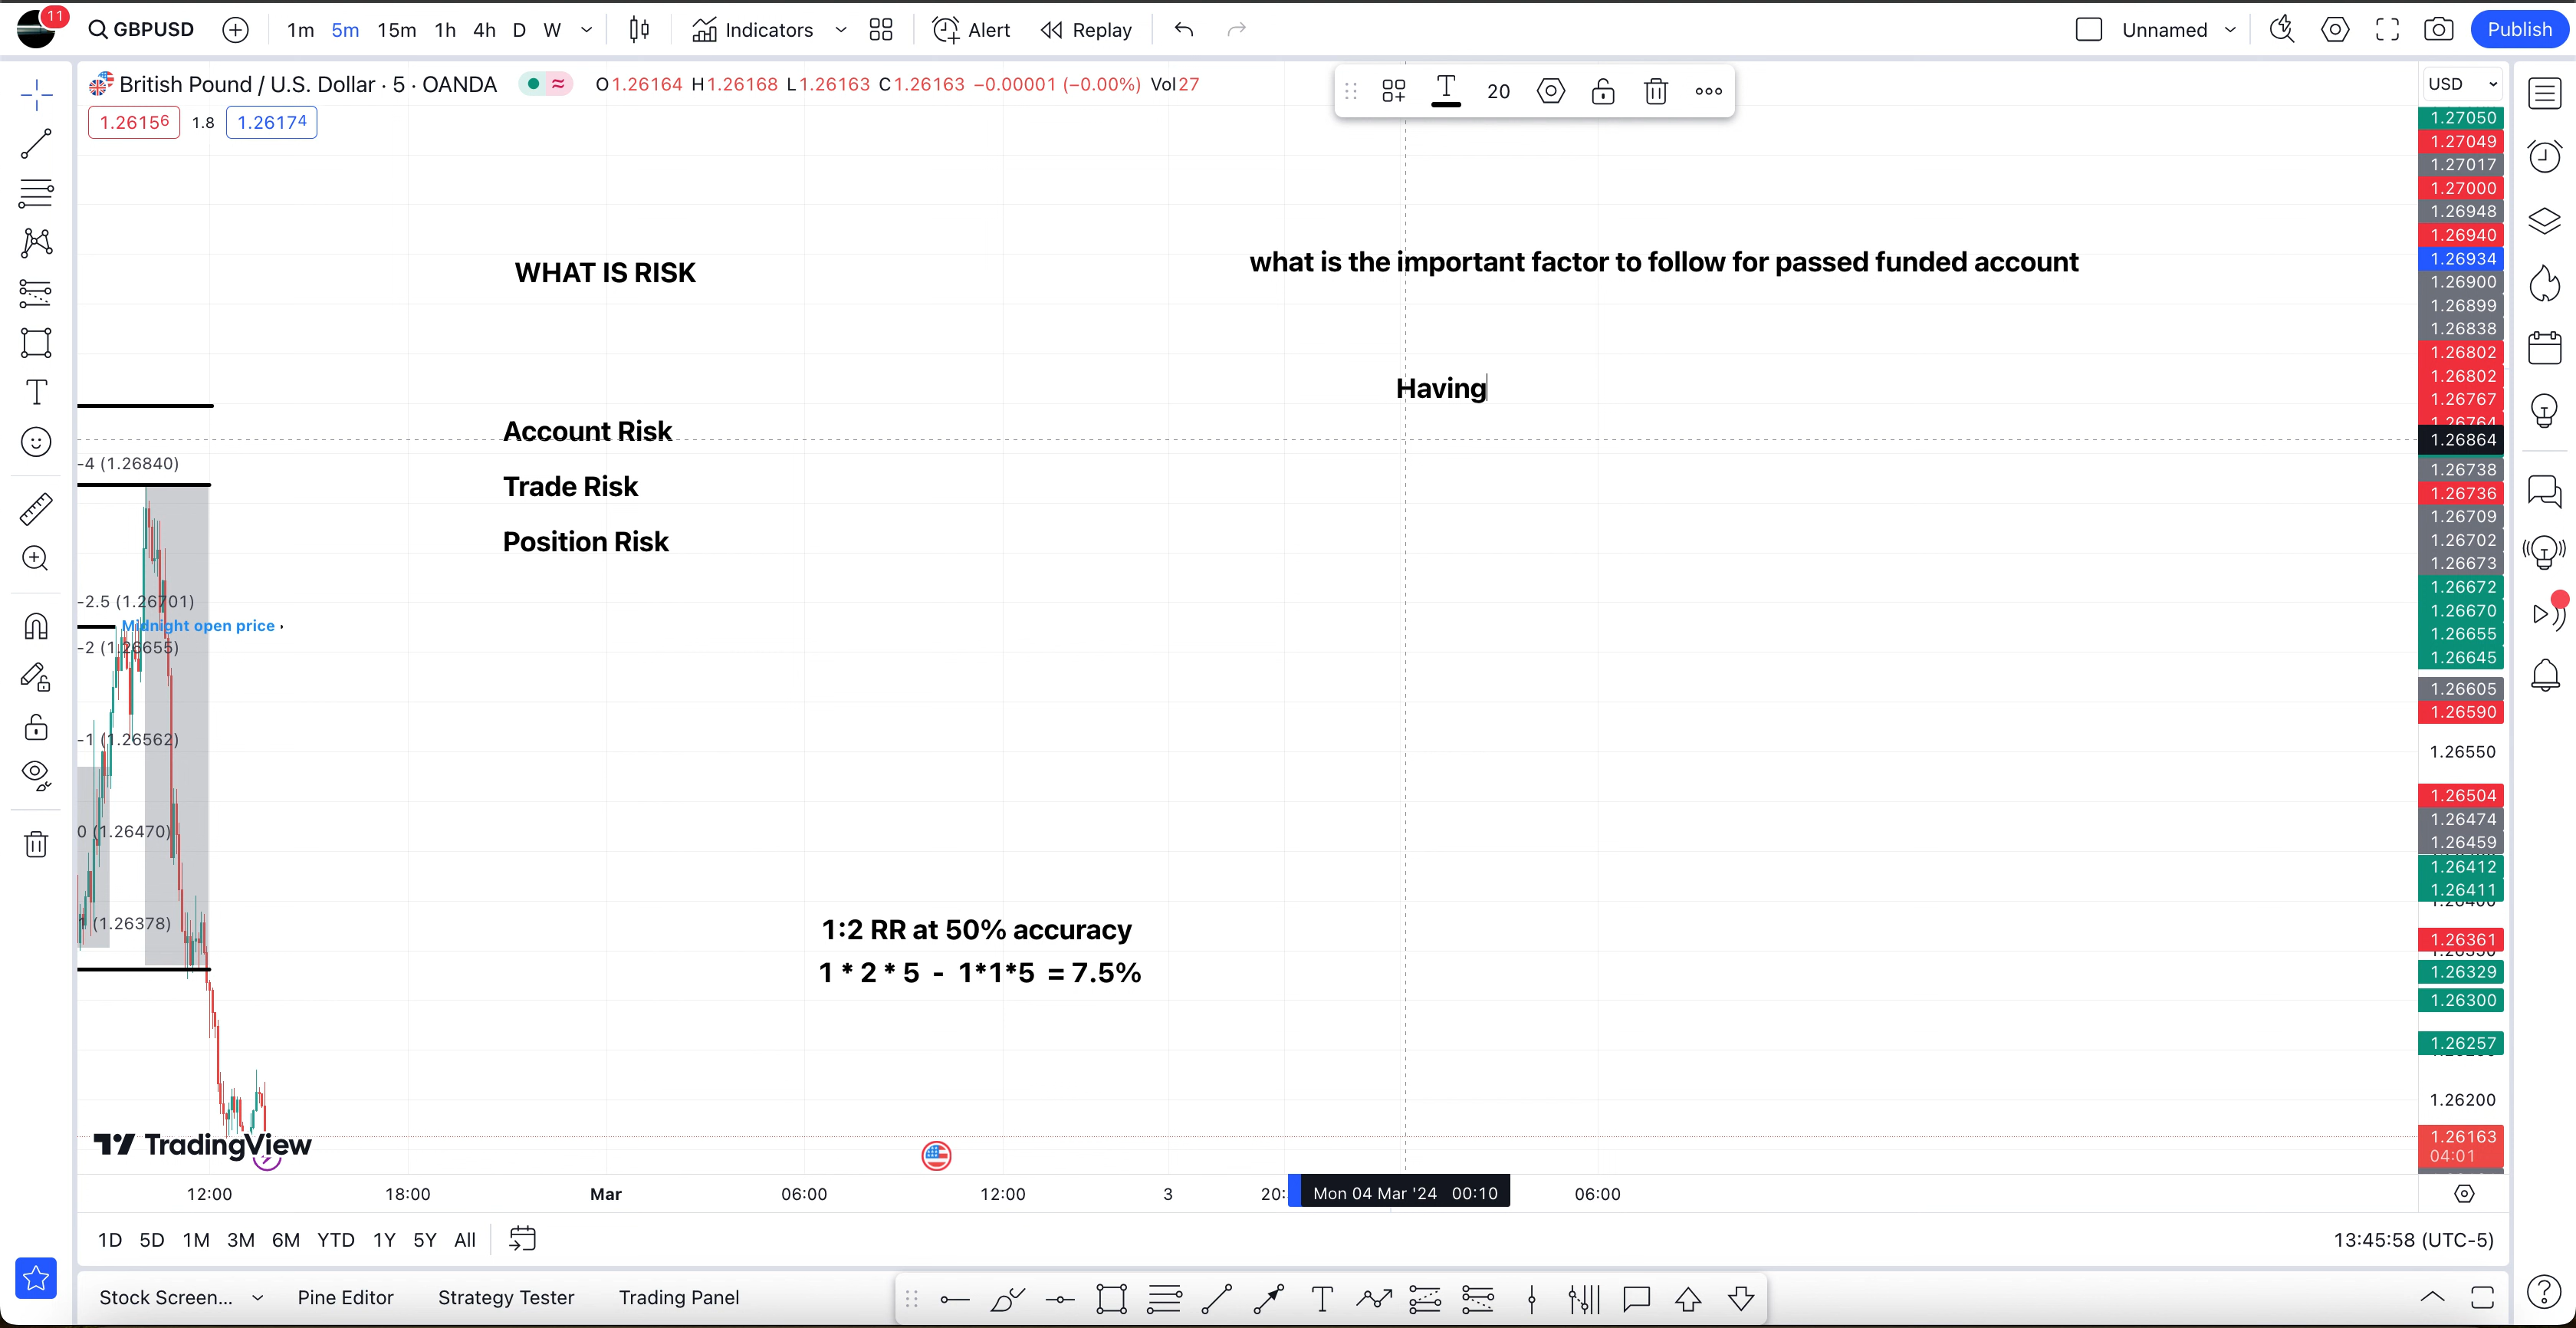 11
GBPUSD
1m 5m 15m 1h 4h D W
Indicators
Alert
Replay
Unnamed
Publish
British Pound / U.S. Dollar · 5 · OANDA
O1.26164 H1.26168 L1.26163 C1.26163 −0.00001 (−0.00%) Vol27
20
USD
1.26156 1.8 1.26174
1.27050
1.27049
1.27017
1.27000
1.26948
1.26940
1.26934
1.26900
1.26899
1.26838
1.26802
1.26802
1.26767
1.26764
1.26864
1.26738
1.26736
1.26709
1.26702
1.26673
1.26672
1.26670
1.26655
1.26645
1.26605
1.26590
1.26550
1.26504
1.26474
1.26459
1.26412
1.26411
1.26361
1.26329
1.26300
1.26257
1.26200
1.26163
04:01
WHAT IS RISK
what is the important factor to follow for passed funded account
Having
Account Risk
Trade Risk
Position Risk
-4 (1.26840)
-2.5 (1.26701)
Midnight open price
-2 (1.26655)
-1 (1.26562)
0 (1.26470)
1 (1.26378)
1:2 RR at 50% accuracy
1 * 2 * 5 - 1*1*5 = 7.5%
TradingView
12:00 18:00 Mar 06:00 12:00 3 20: Mon 04 Mar '24 00:10 06:00
1D 5D 1M 3M 6M YTD 1Y 5Y All
13:45:58 (UTC-5)
Stock Screen... Pine Editor Strategy Tester Trading Panel